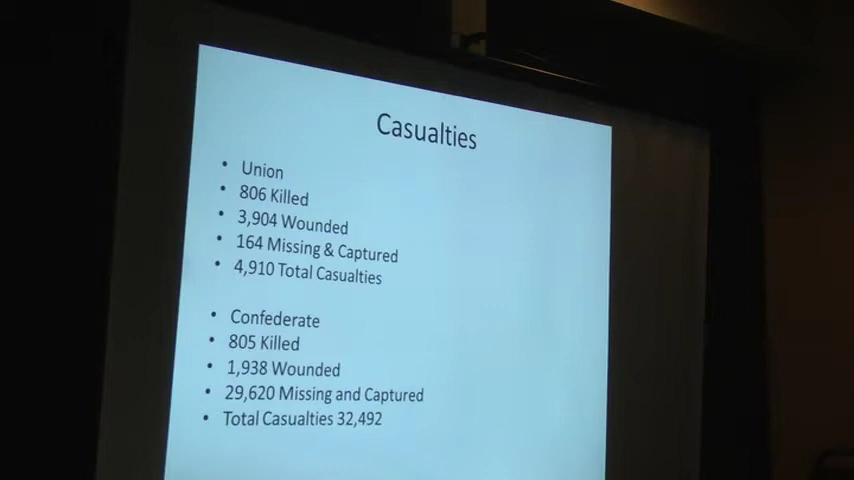 Casualties
• Union
• 806 Killed
• 3,904 Wounded
• 164 Missing & Captured
• 4,910 Total Casualties
• Confederate
• 805 Killed
• 1,938 Wounded
• 29,620 Missing and Captured
• Total Casualties 32,492